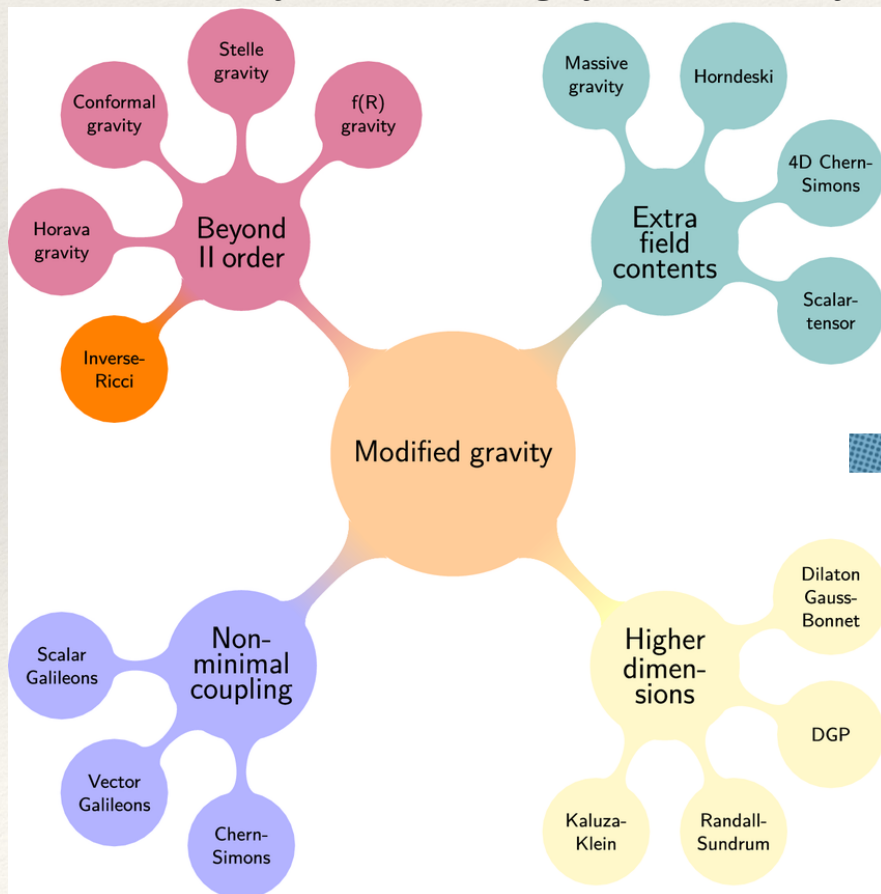 Stelle
gravity
Conformal
gravity
f(R)
gravity
Horava
gravity
Beyond
II order
Inverse-
Ricci
Massive
gravity
Horndeski
4D Chern-
Simons
Extra
field
contents
Scalar-
tensor
Modified gravity
Non-
minimal
coupling
Scalar
Galileons
Vector
Galileons
Chern-
Simons
Dilaton
Gauss-
Bonnet
Higher
dimen-
sions
DGP
Kaluza-
Klein
Randall-
Sundrum